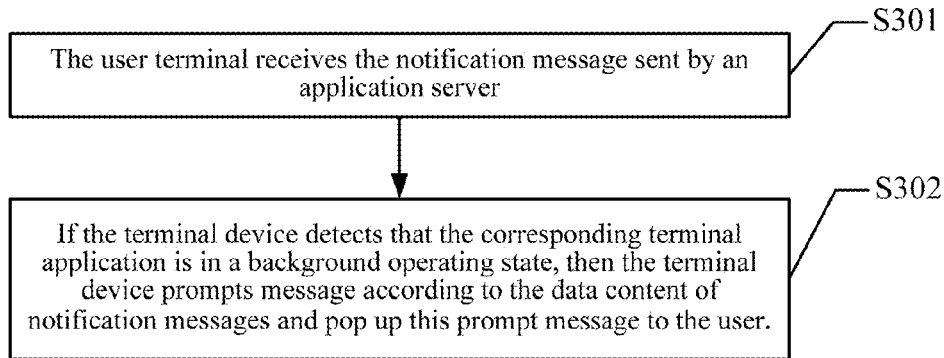 S301
The user terminal receives the notification message sent by an
application server
S302
If the terminal device detects that the corresponding terminal
application is in a background operating state, then the terminal
device prompts message according to the data content of
notification messages and pop up this prompt message to the user.